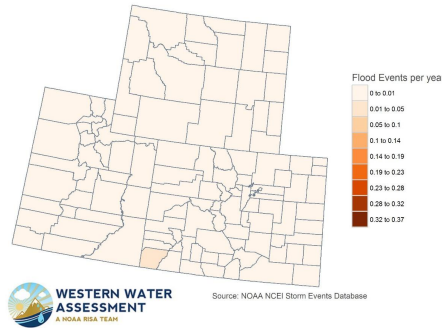 Flood Events per yea
0 to 0.01
0.01 to 0.05
0.05 to 0.1
0.1 to 0.14
0.14 to 0.19
0.19 to 0.23
0.23 to 0.28
0.28 to 0.32
0.32 to 0.37
WESTERN WATER
ASSESSMENT
A NOAA RISA TEAM
Source: NOAA NCEI Storm Events Database